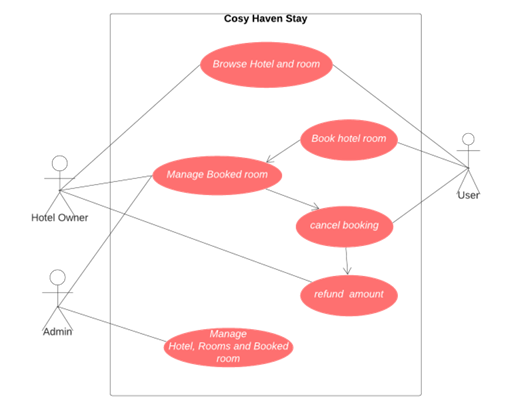 Cosy Haven Stay
Browse Hotel and room
Book hotel room
Manage Booked room
User
Hotel Owner
cancel booking
refund amount
Admin
Manage
Hotel, Rooms and Booked
room